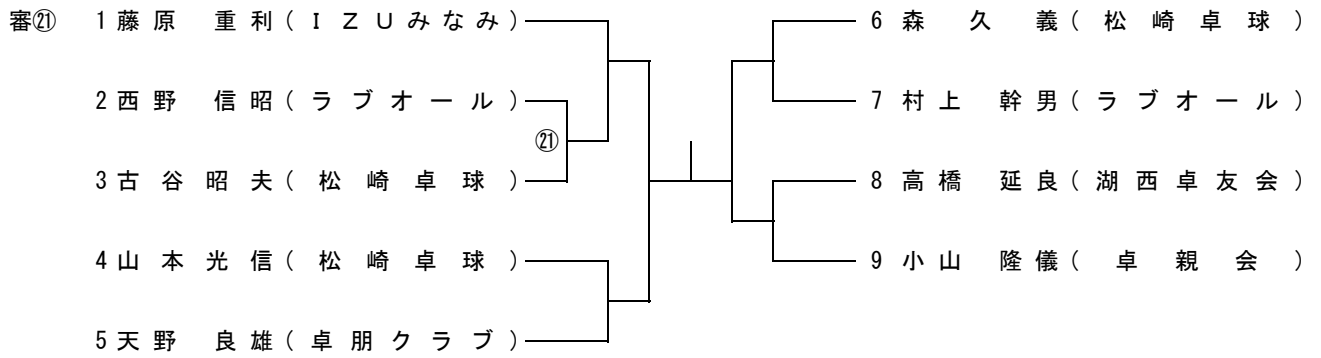 審㉑ 1 藤原 重利(IZUみなみ) 6 森 久 義(松崎卓球)
2 西野 信昭(ラブオール) 7 村上 幹男(ラブオール)
㉑
3 古谷昭夫(松崎卓球) 8 高橋 延良(湖西卓友会)
4 山本光信(松崎卓球) 9 小山 隆儀(卓親会)
5 天野 良雄(卓朋クラブ)